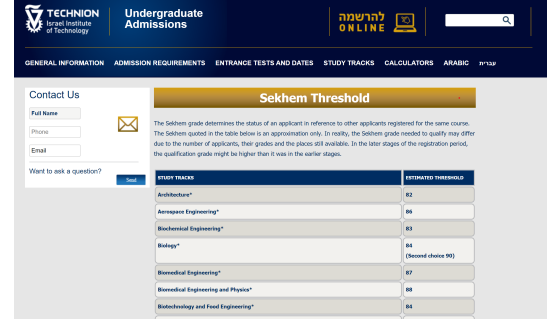 TECHNION
Israel Institute
of Technology
Undergraduate
Admissions
להרשמה
ONLINE
GENERAL INFORMATION ADMISSION REQUIREMENTS ENTRANCE TESTS AND DATES STUDY TRACKS CALCULATORS ARABIC עברית
Contact Us
Full Name
Phone
Email
Want to ask a question?
Send
Sekhem Threshold
The Sekhem grade determines the status of an applicant in reference to other applicants registered for the same course.
The Sekhem quoted in the table below is an approximation only. In reality, the Sekhem grade needed to qualify may differ
due to the number of applicants, their grades and the places still available. In the later stages of the registration period,
the qualification grade might be higher than it was in the earlier stages.
STUDY TRACKS ESTIMATED THRESHOLD
Architecture* 82
Aerospace Engineering* 86
Biochemical Engineering* 83
Biology* 84
(Second choice 90)
Biomedical Engineering* 87
Biomedical Engineering and Physics* 88
Biotechnology and Food Engineering* 84